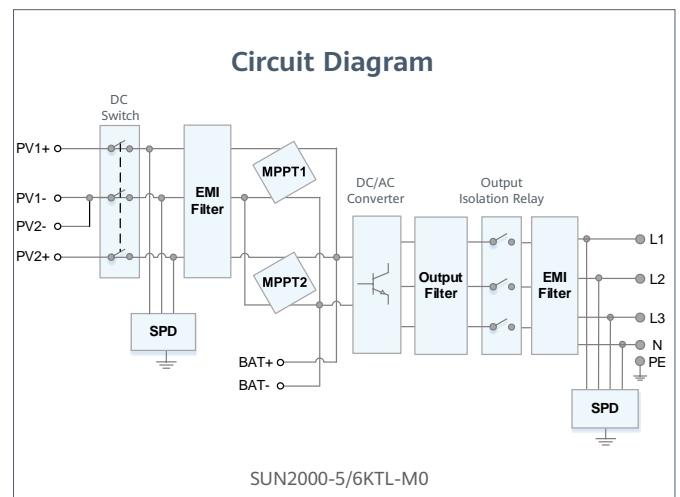 Circuit Diagram
DC
Switch
PV1+
PV1-
PV2-
PV2+
EMI
Filter
MPPT1
MPPT2
SPD
BAT+
BAT-
DC/AC
Converter
Output
Filter
Output
Isolation Relay
EMI
Filter
L1
L2
L3
N
PE
SPD
SUN2000-5/6KTL-M0